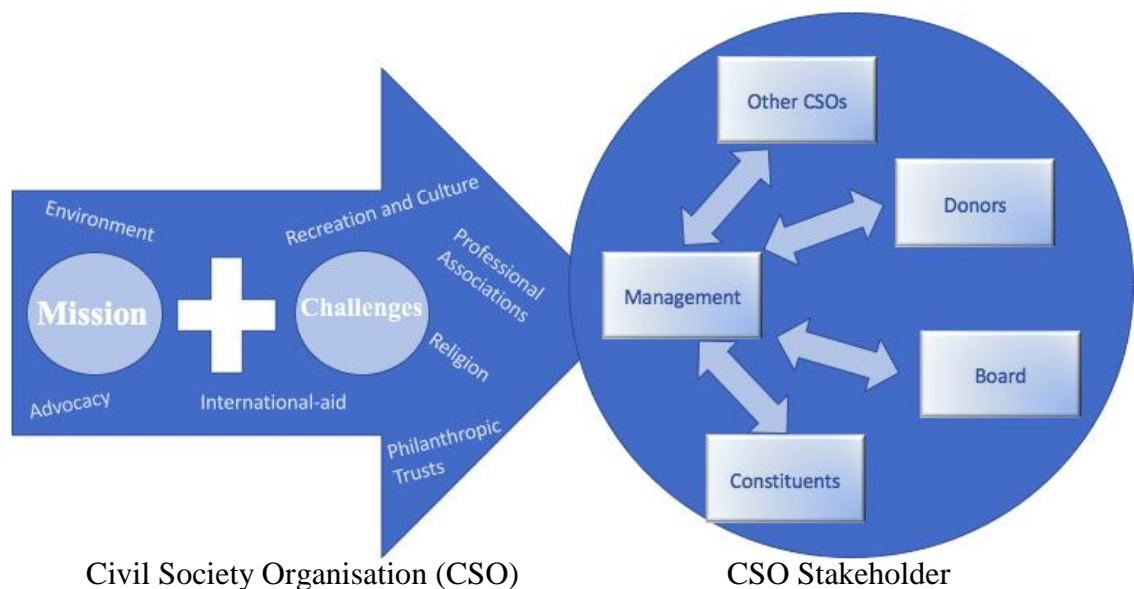 Environment
Recreation and Culture
Professional
Associations
Mission
Challenges
Religion
Advocacy
International-aid
Philanthropic
Trusts
Other CSOs
Donors
Management
Board
Constituents
Civil Society Organisation (CSO)
CSO Stakeholder